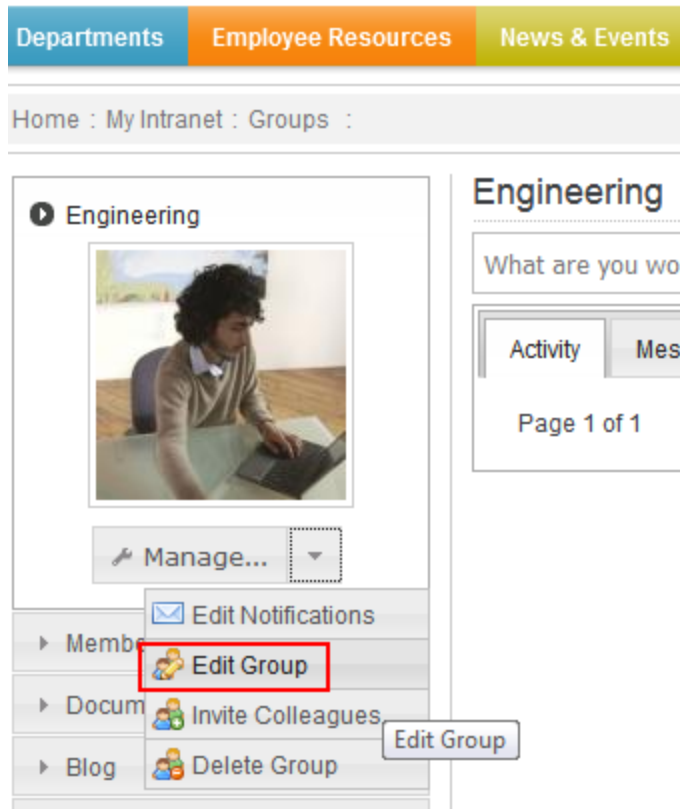 Departments Employee Resources News & Events
Home : My Intranet : Groups :
Engineering
Manage...
Edit Notifications
Edit Group
Invite Colleagues
Delete Group
Edit Group
Blog
Engineering
What are you
Activity
Page 1 of 1